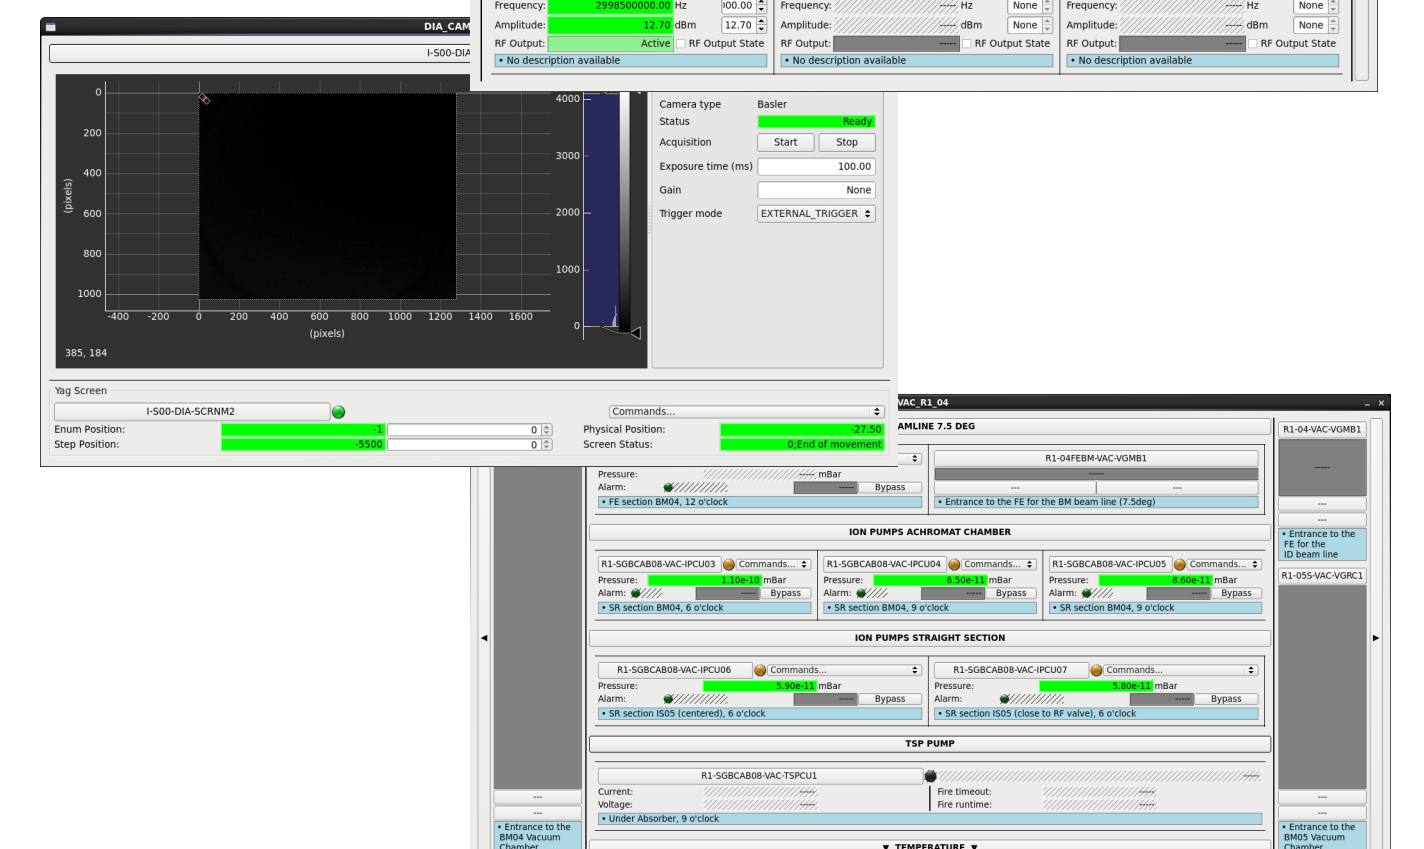 Frequency: 2998500000.00 Hz 000.00
Frequency: ----- Hz None
Frequency: ----- Hz None
Amplitude: 12.70 dBm 12.70
Amplitude: ----- dBm None
Amplitude: ----- dBm None
RF Output: Active RF Output State
RF Output: ----- RF Output State
RF Output: ----- RF Output State
• No description available
• No description available
• No description available
DIA_CAM
I-S00-DIA
0
200
400
600
800
1000
(pixels)
-400 -200 0 200 400 600 800 1000 1200 1400 1600
(pixels)
385, 184
4000
3000
2000
1000
0
Camera type Basler
Status Ready
Acquisition Start Stop
Exposure time (ms) 100.00
Gain None
Trigger mode EXTERNAL_TRIGGER
Yag Screen
I-S00-DIA-SCRNM2 Commands...
Enum Position: -1 0 Physical Position: -27.50
Step Position: -5500 0 Screen Status: 0;End of movement
VAC_R1_04
AMLINE 7.5 DEG
Pressure: ----- mBar
Alarm: ----- Bypass
• FE section BM04, 12 o'clock
R1-04FEBM-VAC-VGMB1
-----
--- ---
• Entrance to the FE for the BM beam line (7.5deg)
ION PUMPS ACHROMAT CHAMBER
R1-SGBCAB08-VAC-IPCU03 Commands...
Pressure: 1.10e-10 mBar
Alarm: ----- Bypass
• SR section BM04, 6 o'clock
R1-SGBCAB08-VAC-IPCU04 Commands...
Pressure: 6.50e-11 mBar
Alarm: ----- Bypass
• SR section BM04, 9 o'clock
R1-SGBCAB08-VAC-IPCU05 Commands...
Pressure: 8.60e-11 mBar
Alarm: ----- Bypass
• SR section BM04, 9 o'clock
ION PUMPS STRAIGHT SECTION
R1-SGBCAB08-VAC-IPCU06 Commands...
Pressure: 5.90e-11 mBar
Alarm: ----- Bypass
• SR section IS05 (centered), 6 o'clock
R1-SGBCAB08-VAC-IPCU07 Commands...
Pressure: 5.80e-11 mBar
Alarm: ----- Bypass
• SR section IS05 (close to RF valve), 6 o'clock
TSP PUMP
R1-SGBCAB08-VAC-TSPCU1 -----
Current: ----- Fire timeout: -----
Voltage: ----- Fire runtime: -----
• Under Absorber, 9 o'clock
▼ TEMPERATURE ▼
---
---
• Entrance to the
BM04 Vacuum
Chamber
R1-04-VAC-VGMB1
-----
---
---
• Entrance to the
FE for the
ID beam line
R1-05S-VAC-VGRC1
---
---
• Entrance to the
BM05 Vacuum
Chamber